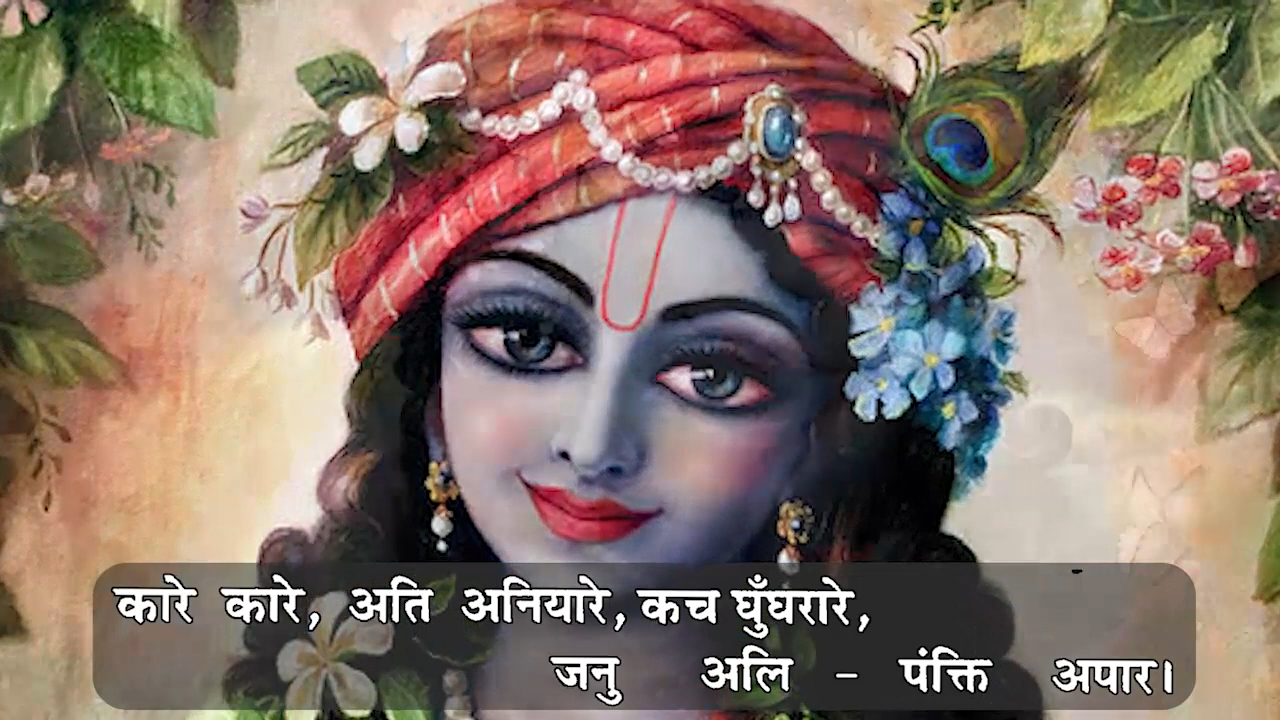 कारे कारे, अति अनियारे, कच घुँघरारे,
जनु अलि - पंक्ति अपार।